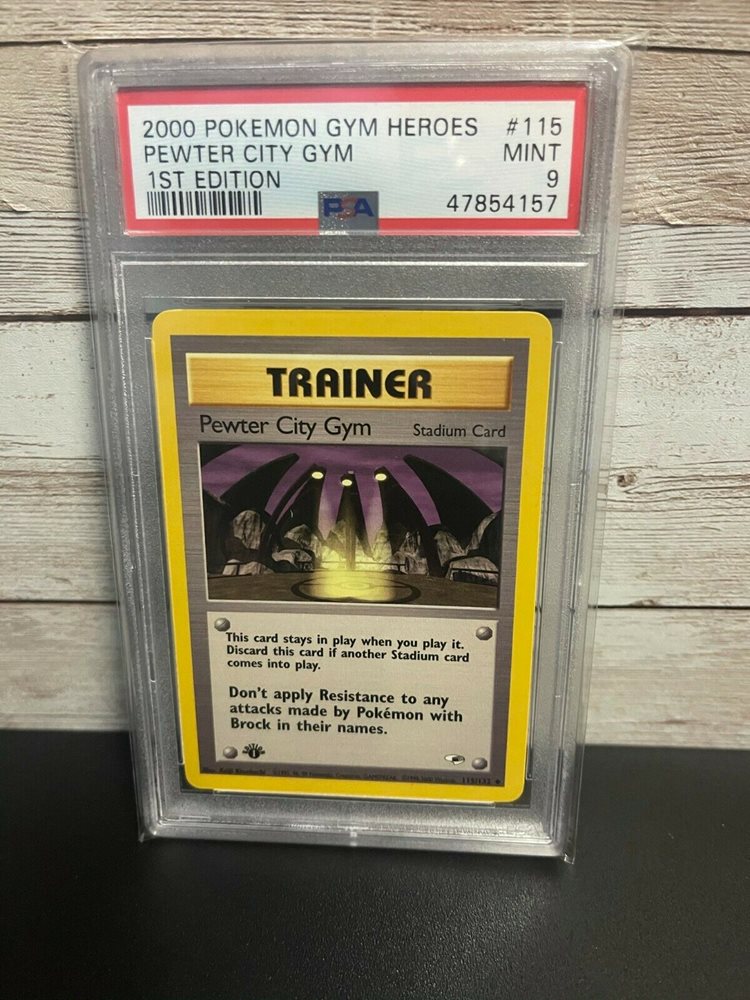 2000 POKEMON GYM HEROES #115
PEWTER CITY GYM MINT
1ST EDITION 9
PSA 47854157
TRAINER
Pewter City Gym Stadium Card
This card stays in play when you play it.
Discard this card if another Stadium card
comes into play.
Don't apply Resistance to any
attacks made by Pokémon with
Brock in their names.
115/132